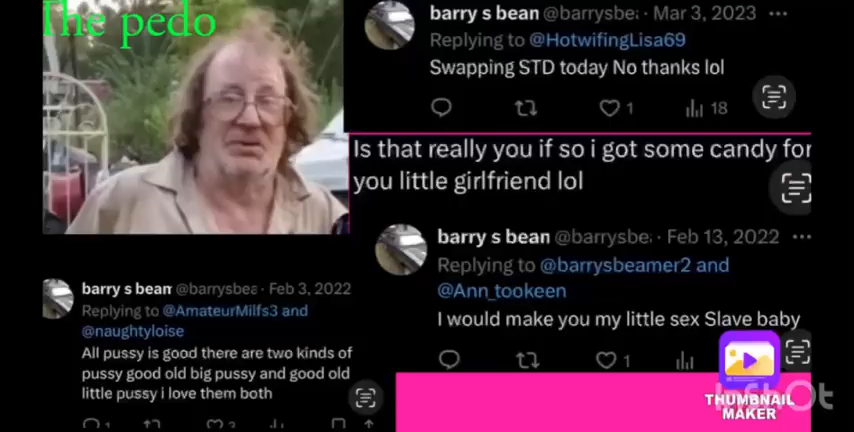 The pedo
barry s bean @barrysbe: · Mar 3, 2023 ···
Replying to @HotwifingLisa69
Swapping STD today No thanks lol
1
18
Is that really you if so i got some candy for
you little girlfriend lol
barry s bean @barrysbe: · Feb 13, 2022 ···
Replying to @barrysbeamer2 and
@Ann_tookeen
I would make you my little sex Slave baby
1
barry s bean @barrysbea · Feb 3, 2022
Replying to @AmateurMilfs3 and
@naughtyloise
All pussy is good there are two kinds of
pussy good old big pussy and good old
little pussy i love them both
1
3
InShOt
THUMBNAIL
MAKER